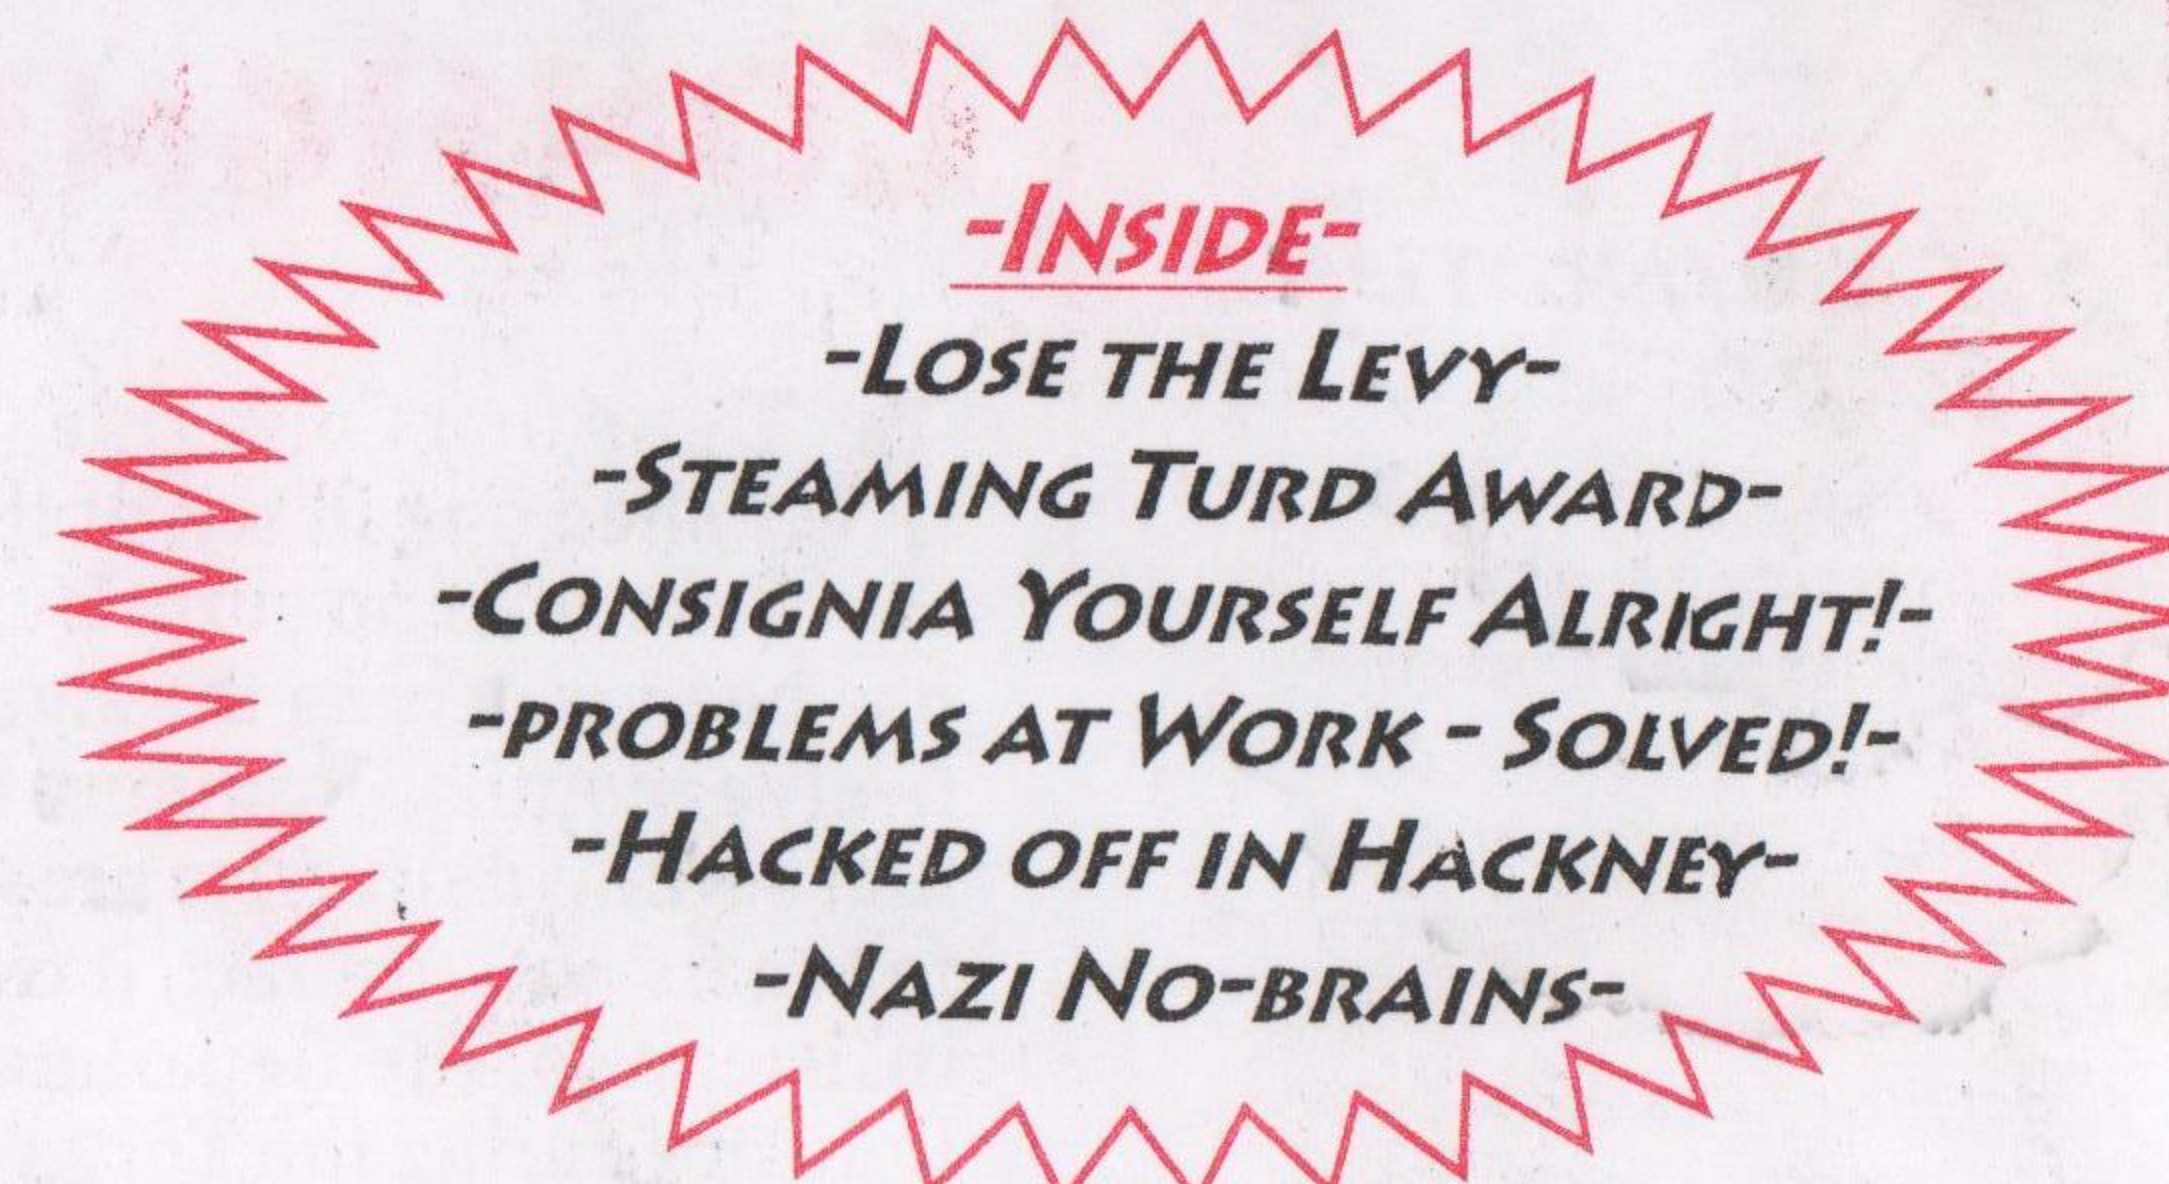 -Inside-
-Lose the Levy-
-Steaming Turd Award-
-Consignia Yourself Alright!-
-problems at Work - Solved!-
-Hacked off in Hackney-
-Nazi No-brains-